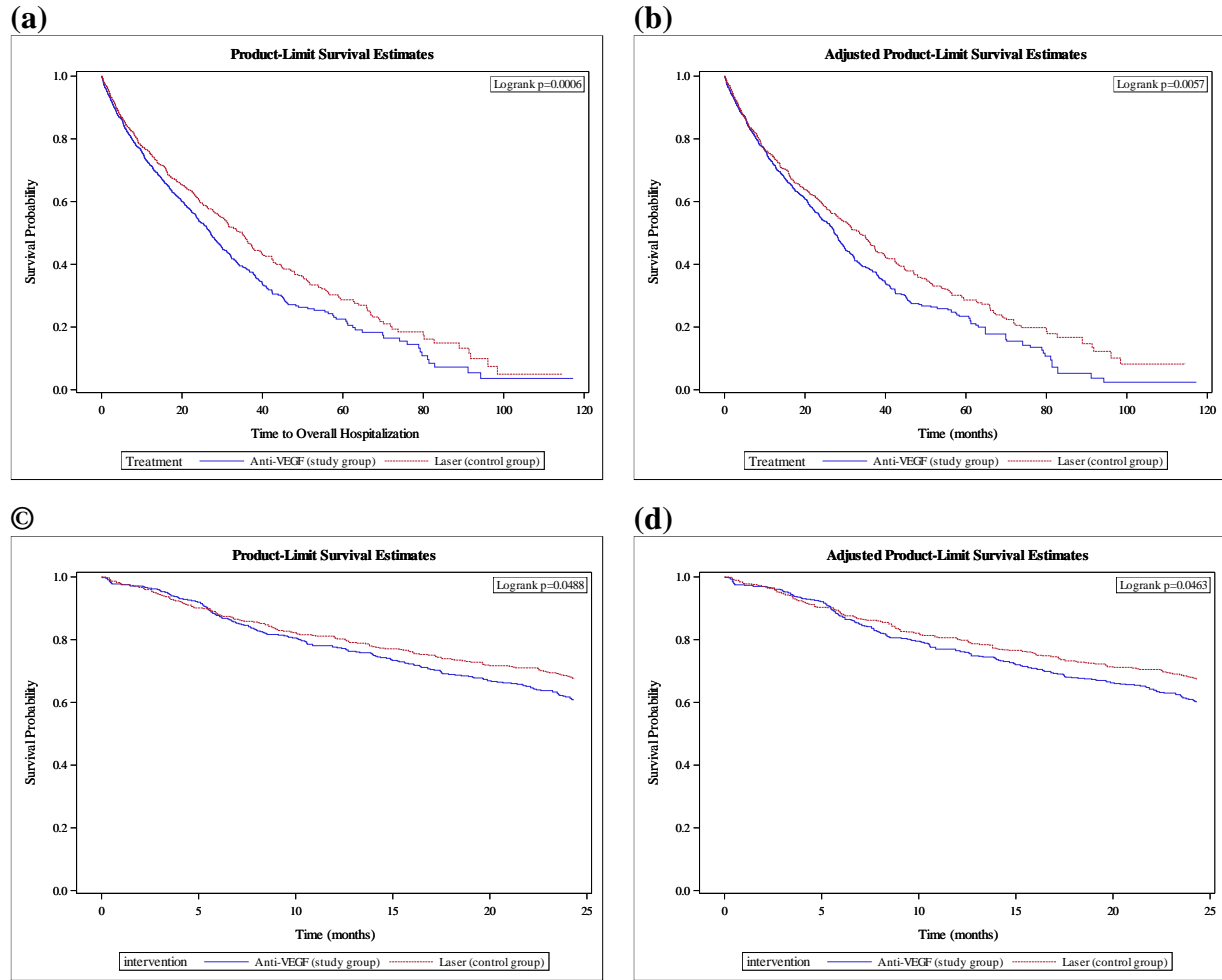 (a)
Product-Limit Survival Estimates
Logrank p=0.0006
1.0
0.8
0.6
0.4
0.2
0.0
Survival Probability
0 20 40 60 80 100 120
Time to Overall Hospitalization
Treatment Anti-VEGF (study group) Laser (control group)
(b)
Adjusted Product-Limit Survival Estimates
Logrank p=0.0057
1.0
0.8
0.6
0.4
0.2
0.0
Survival Probability
0 20 40 60 80 100 120
Time (months)
Treatment Anti-VEGF (study group) Laser (control group)
©
Product-Limit Survival Estimates
Logrank p=0.0488
1.0
0.8
0.6
0.4
0.2
0.0
Survival Probability
0 5 10 15 20 25
Time (months)
intervention Anti-VEGF (study group) Laser (control group)
(d)
Adjusted Product-Limit Survival Estimates
Logrank p=0.0463
1.0
0.8
0.6
0.4
0.2
0.0
Survival Probability
0 5 10 15 20 25
Time (months)
intervention Anti-VEGF (study group) Laser (control group)